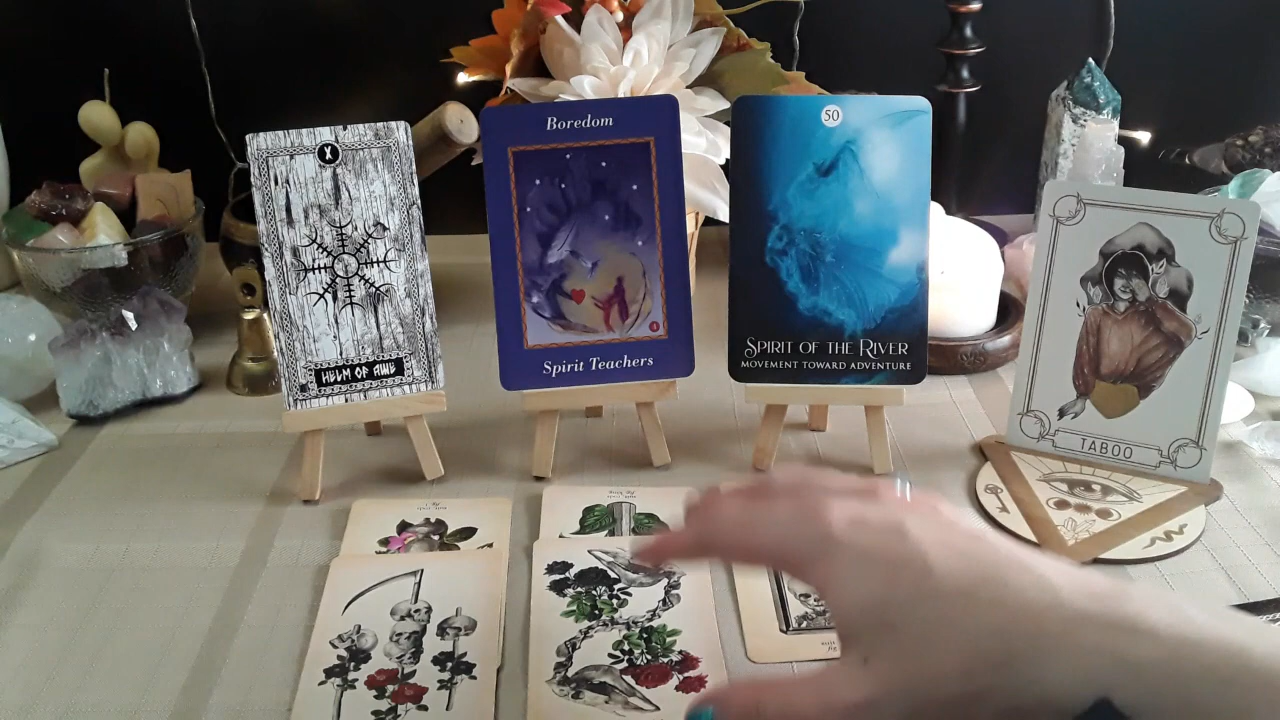 X
HELM OF AWE
Boredom
Spirit Teachers
50
SPIRIT OF THE RIVER
MOVEMENT TOWARD ADVENTURE
TABOO